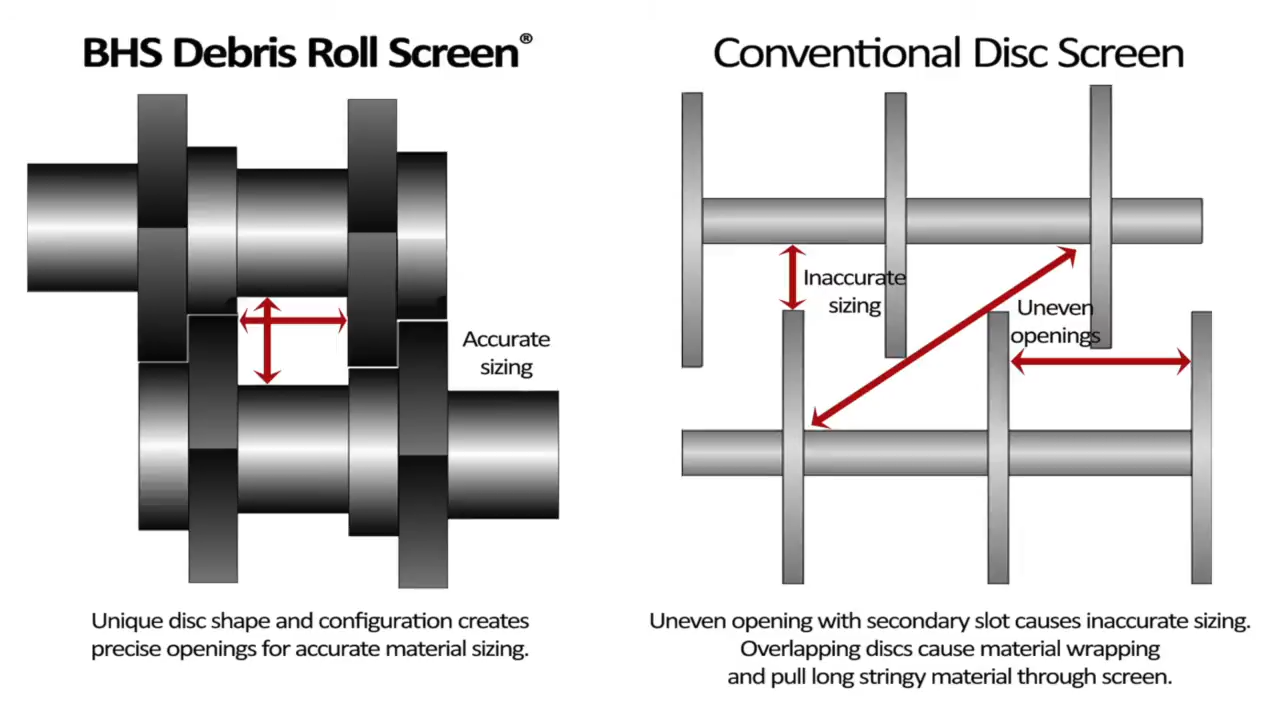 BHS Debris Roll Screen®
Accurate
sizing
Unique disc shape and configuration creates
precise openings for accurate material sizing.
Conventional Disc Screen
Inaccurate
sizing
Uneven
openings
Uneven opening with secondary slot causes inaccurate sizing.
Overlapping discs cause material wrapping
and pull long stringy material through screen.